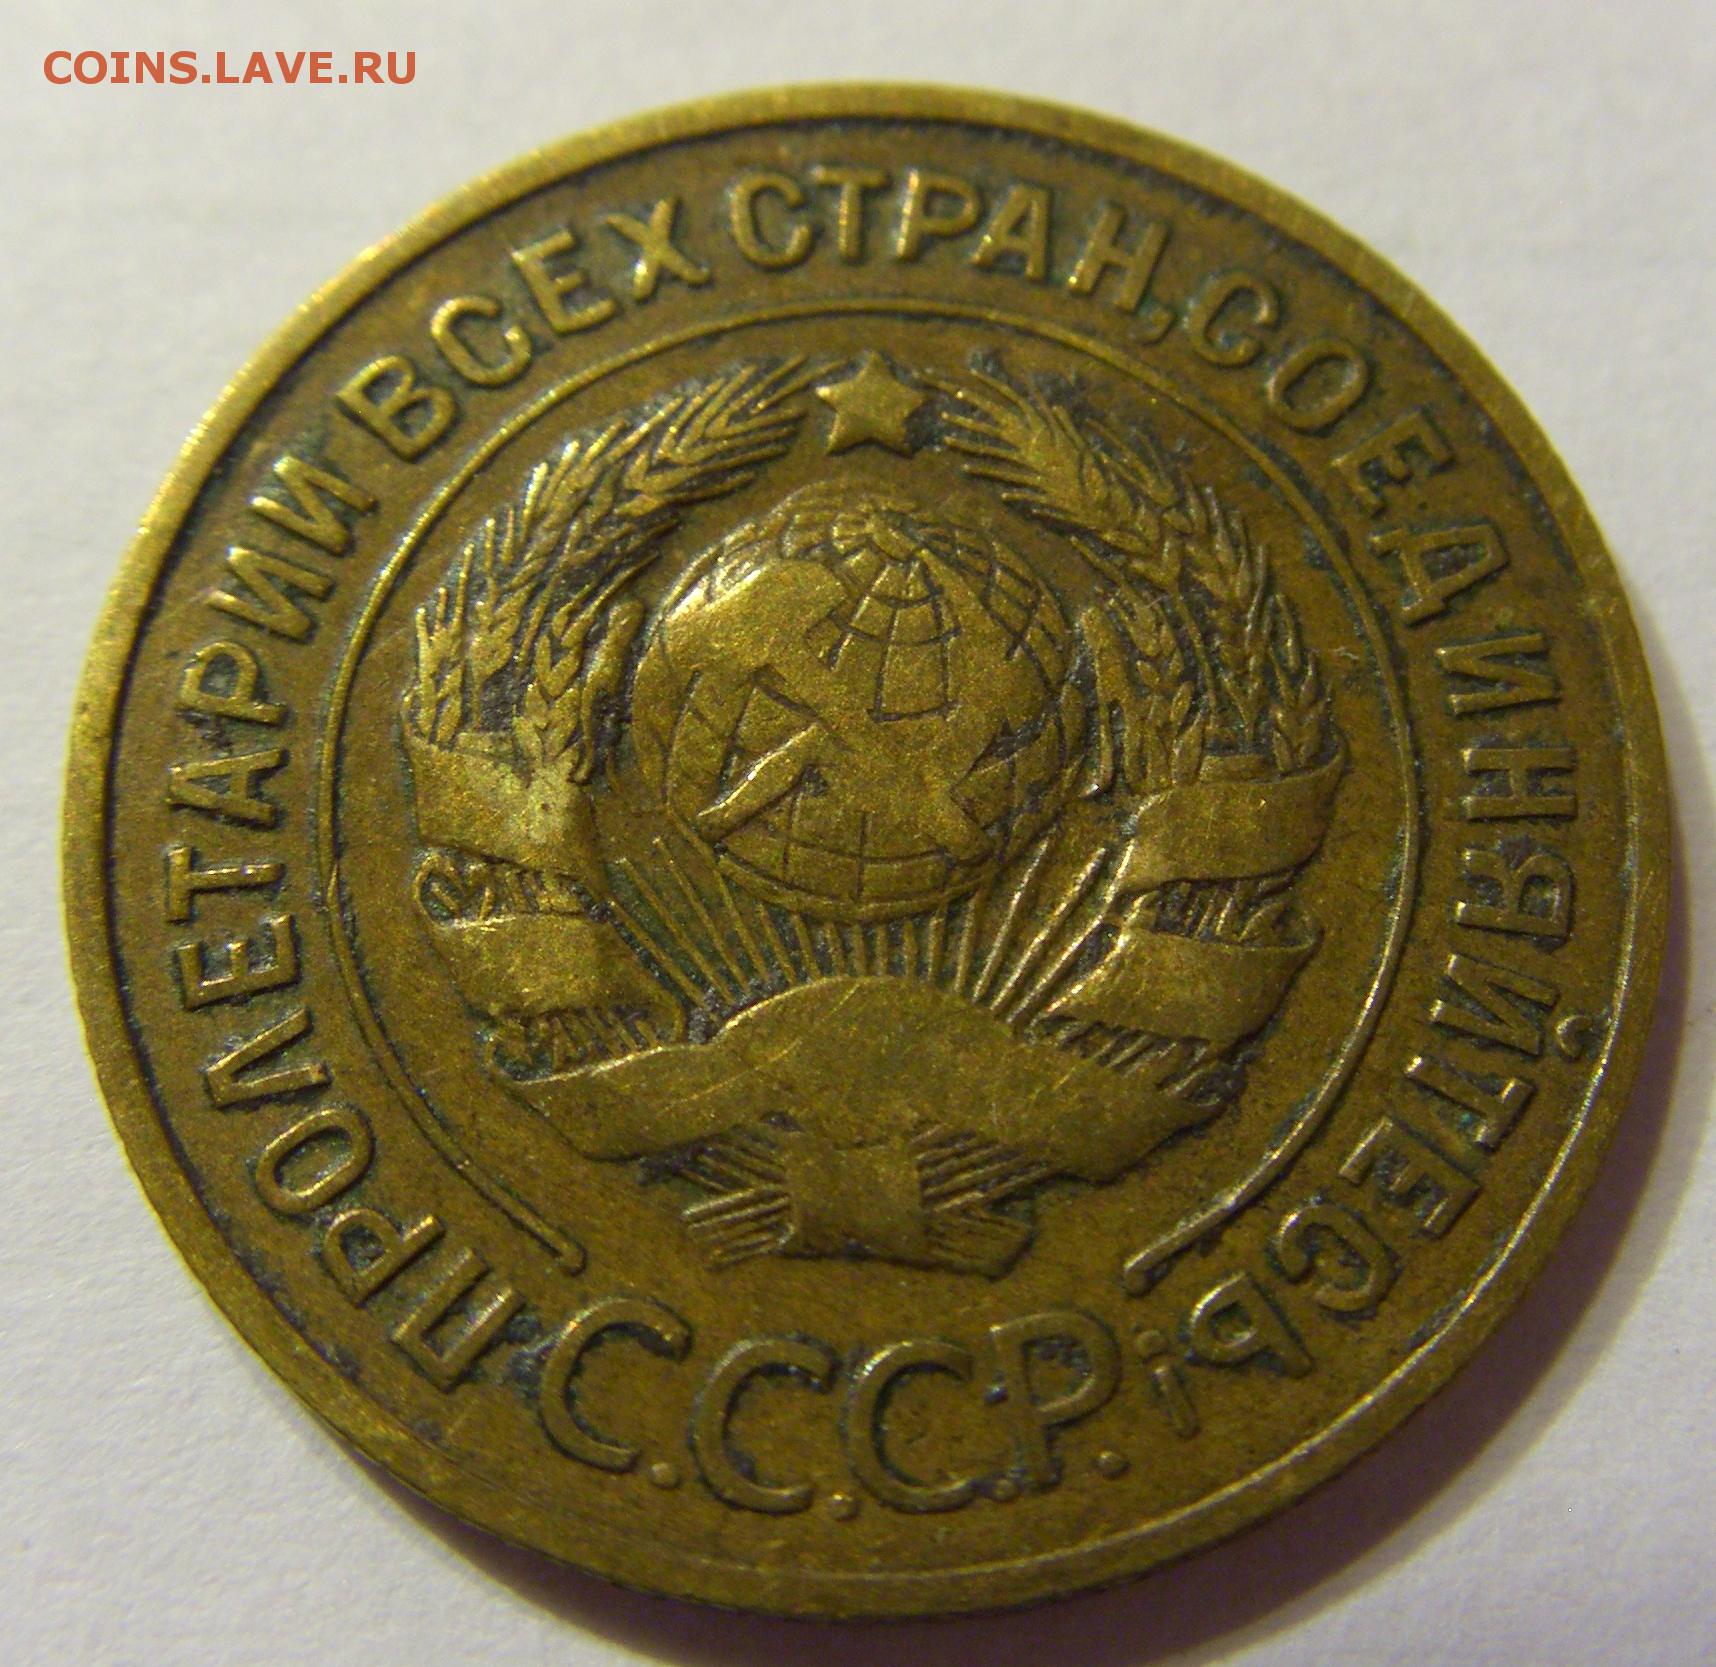 COINS.LAVE.RU
ПРОЛЕТАРИИ ВСЕХ СТРАН, СОЕДИНЯЙТЕСЬ!
С.С.С.Р.